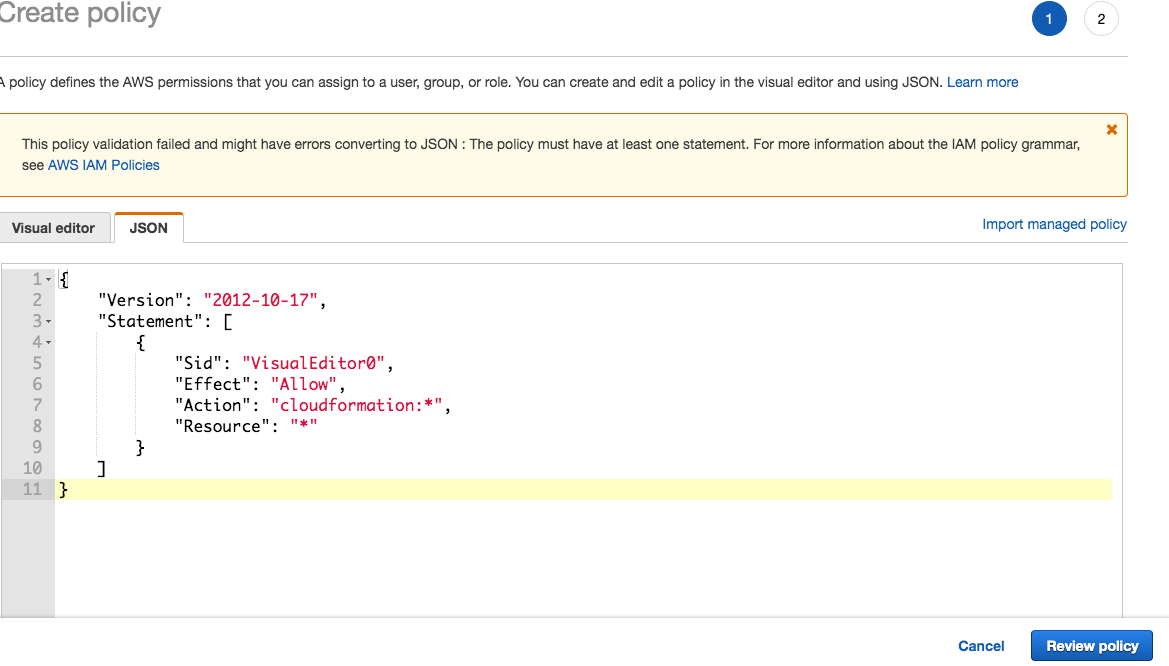 Create policy
1
2
A policy defines the AWS permissions that you can assign to a user, group, or role. You can create and edit a policy in the visual editor and using JSON. Learn more
This policy validation failed and might have errors converting to JSON : The policy must have at least one statement. For more information about the IAM policy grammar,
see AWS IAM Policies
Visual editor
JSON
Import managed policy
1 {
2 "Version": "2012-10-17",
3 "Statement": [
4 {
5 "Sid": "VisualEditor0",
6 "Effect": "Allow",
7 "Action": "cloudformation:*",
8 "Resource": "*"
9 }
10 ]
11 }
Cancel
Review policy